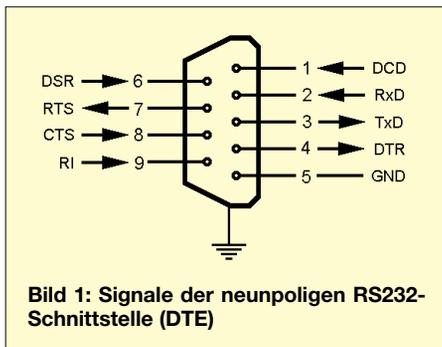 1 DCD
DSR 6
2 RxD
RTS 7
3 TxD
CTS 8
4 DTR
RI 9
5 GND
Bild 1: Signale der neunpoligen RS232-
Schnittstelle (DTE)